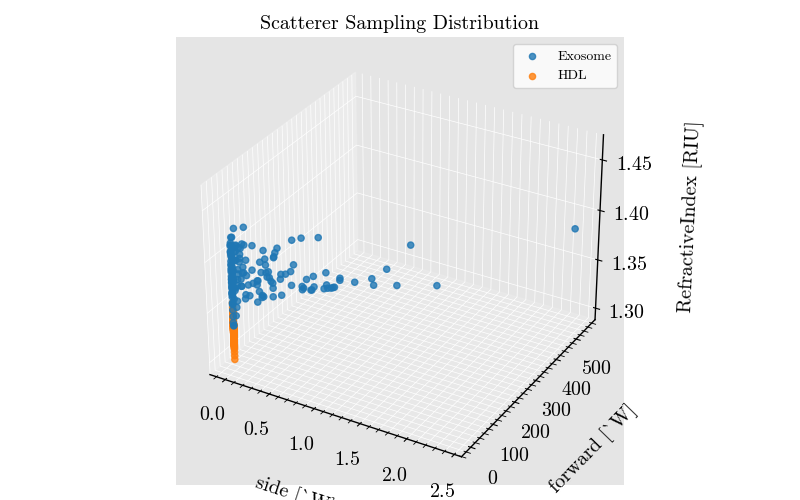 Scatterer Sampling Distribution
Exosome
HDL
1.45
1.40
1.35
1.30
RefractiveIndex [RIU]
500
400
300
200
100
0
forward [`W]
0.0
0.5
1.0
1.5
2.0
2.5
side [`W]